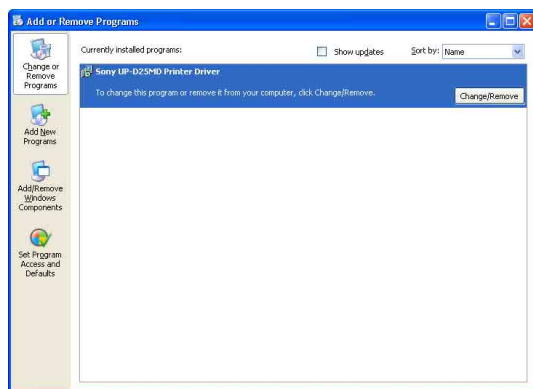 Add or Remove Programs
Change or
Remove
Programs
Add New
Programs
Add/Remove
Windows
Components
Set Program
Access and
Defaults
Currently installed programs:
Show updates
Sort by: Name
Sony UP-D25MD Printer Driver
To change this program or remove it from your computer, click Change/Remove.
Change/Remove